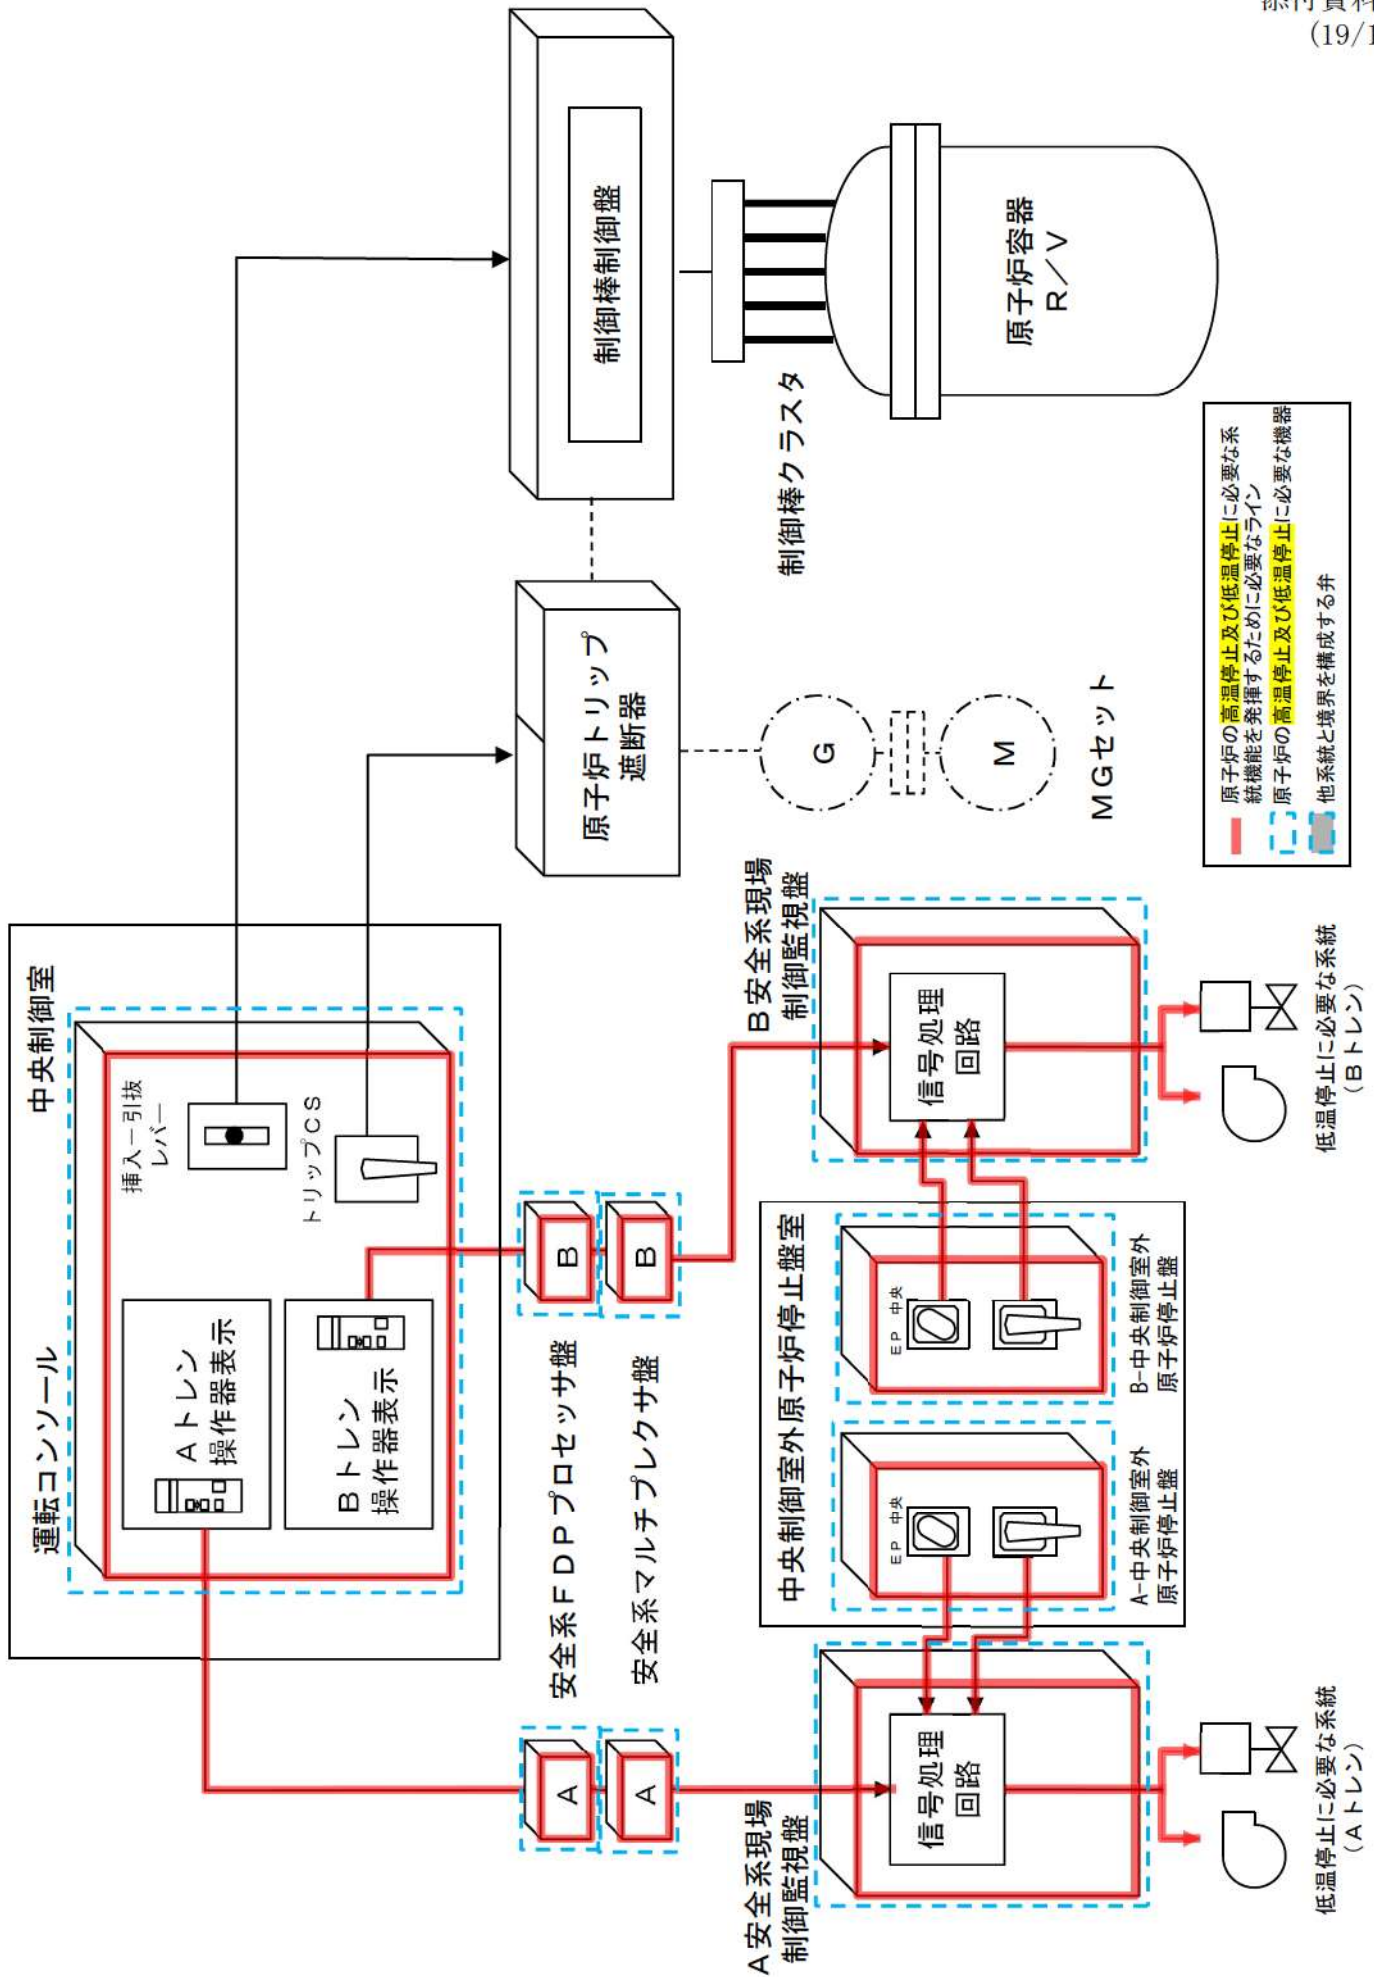 添付資料
(19/1
中央制御室
運転コンソール
挿入－引抜
レバー
トリップCS
Aトレン
操作器表示
Bトレン
操作器表示
制御棒制御盤
原子炉トリップ
遮断器
制御棒クラスタ
原子炉容器
R／V
G
M
MGセット
安全系FDPプロセッサ盤
安全系マルチプレクサ盤
A
A
B
B
A安全系現場
制御監視盤
信号処理
回路
B安全系現場
制御監視盤
信号処理
回路
中央制御室外原子炉停止盤室
EP 中央
A-中央制御室外
原子炉停止盤
EP 中央
B-中央制御室外
原子炉停止盤
低温停止に必要な系統
（Aトレン）
低温停止に必要な系統
（Bトレン）
原子炉の高温停止及び低温停止に必要な系
統機能を発揮するために必要なライン
原子炉の高温停止及び低温停止に必要な機器
他系統と境界を構成する弁